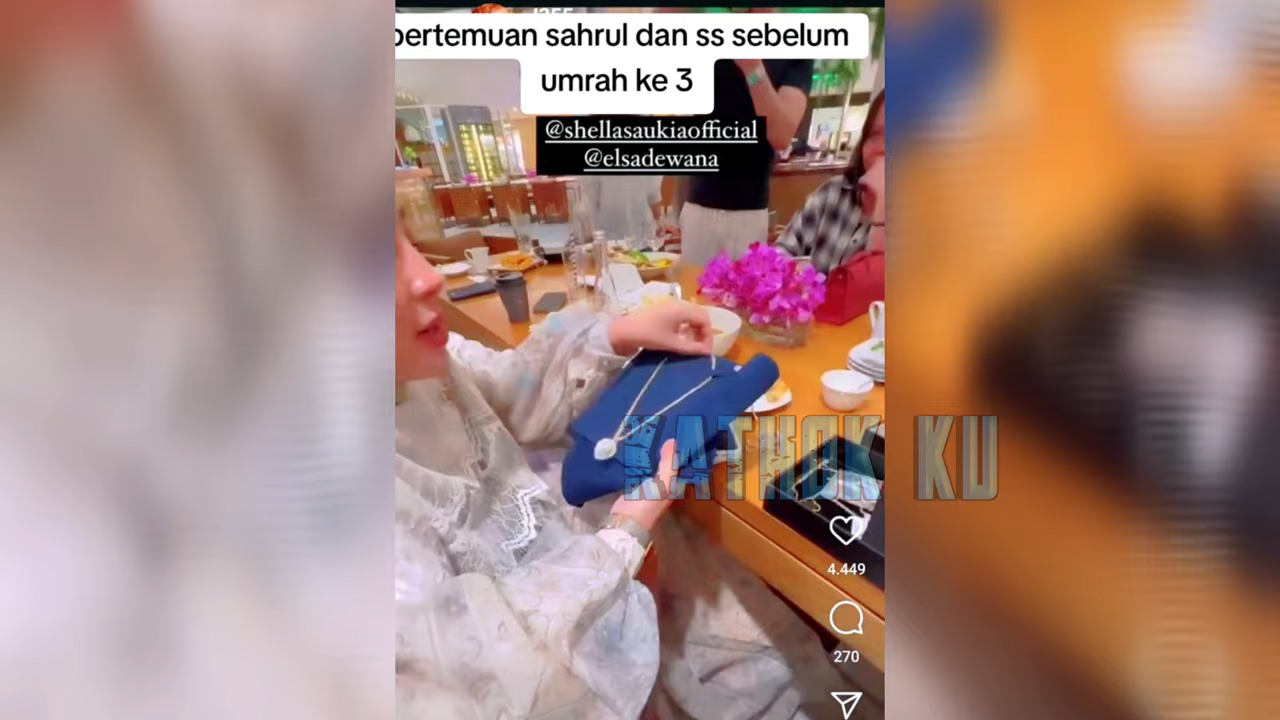 pertemuan sahrul dan ss sebelum
umrah ke 3
@shellasaukiaofficial
@elsadewana
KATHOK KU
4.449
270